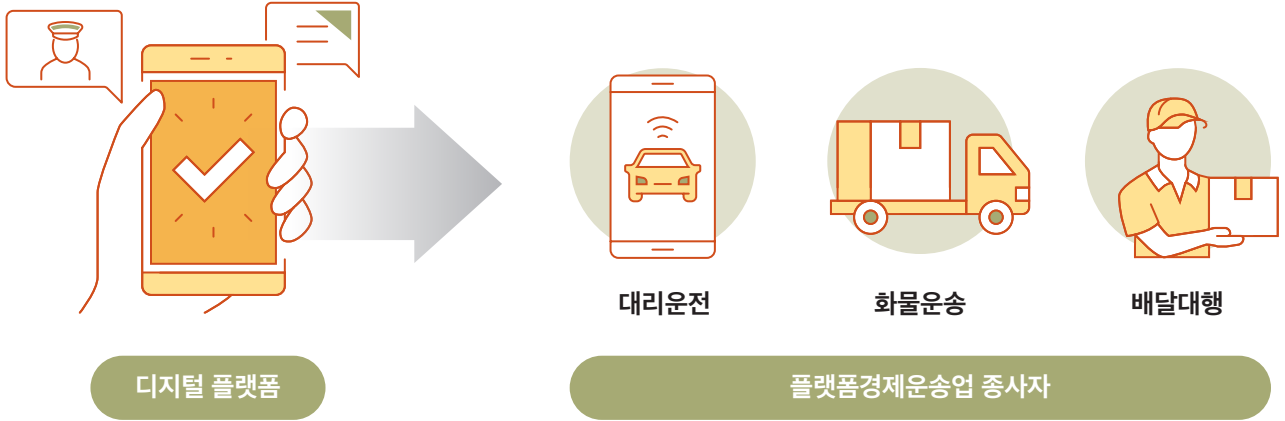 대리운전
화물운송
배달대행
디지털 플랫폼
플랫폼경제운송업 종사자